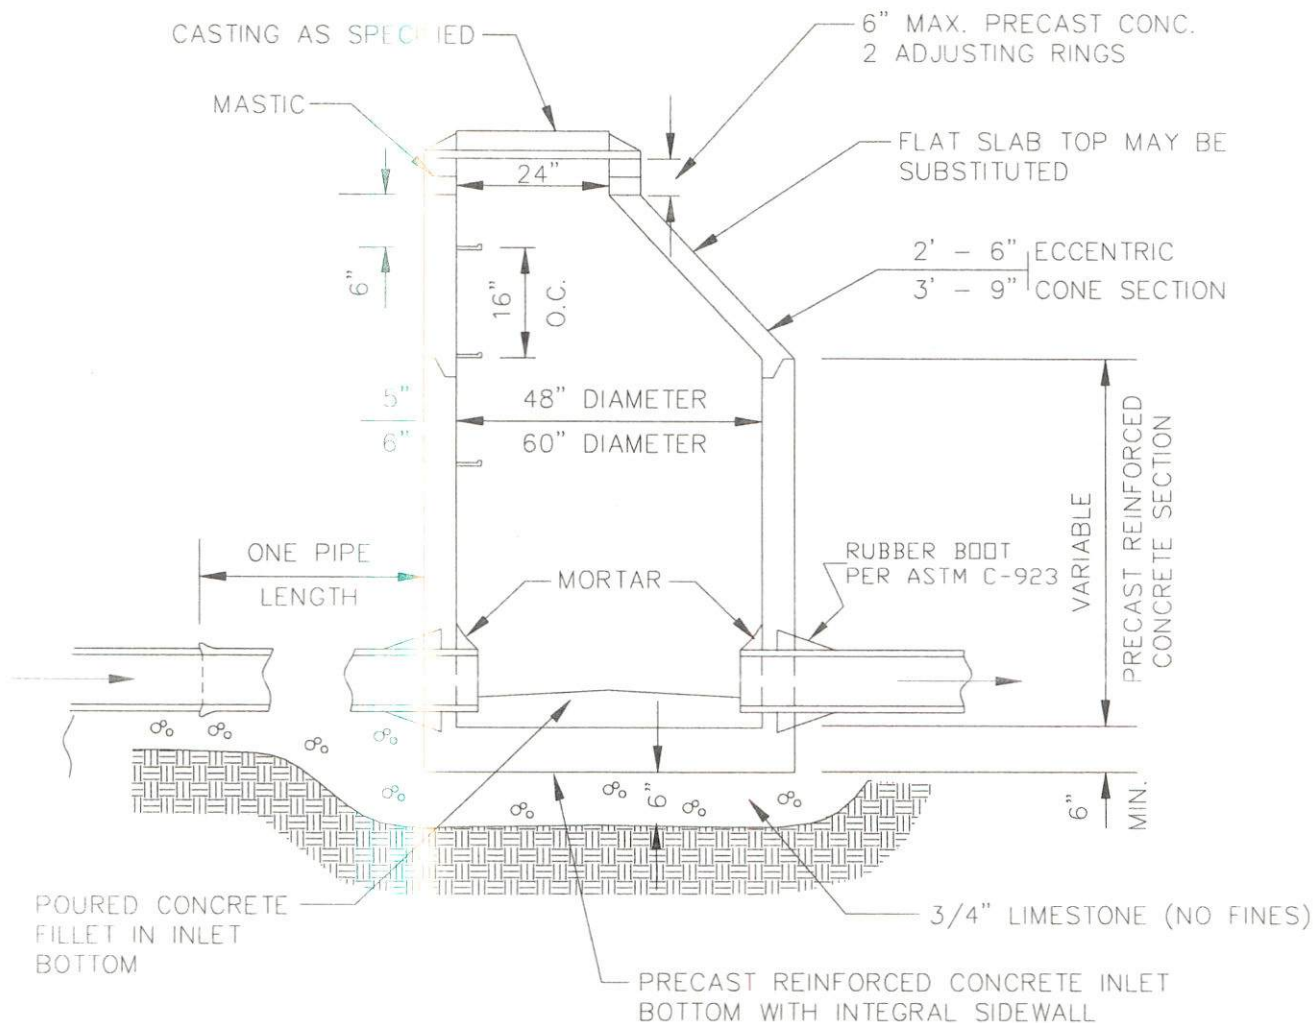 CASTING AS SPECIFIED
6" MAX. PRECAST CONC.
2 ADJUSTING RINGS
MASTIC
FLAT SLAB TOP MAY BE
SUBSTITUTED
24"
2' - 6" ECCENTRIC
3' - 9" CONE SECTION
6"
16"
O.C.
5"
6"
48" DIAMETER
60" DIAMETER
VARIABLE
PRECAST REINFORCED
CONCRETE SECTION
ONE PIPE
LENGTH
MORTAR
RUBBER BOOT
PER ASTM C-923
6"
6"
MIN.
POURED CONCRETE
FILLET IN INLET
BOTTOM
3/4" LIMESTONE (NO FINES)
PRECAST REINFORCED CONCRETE INLET
BOTTOM WITH INTEGRAL SIDEWALL